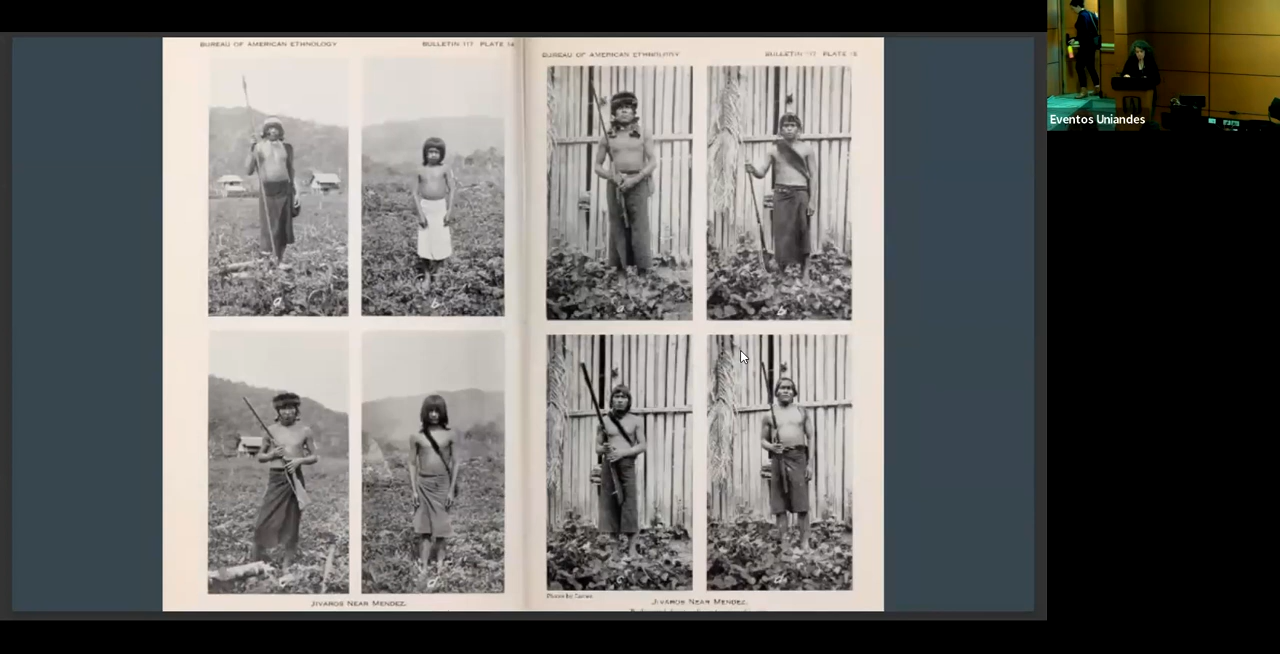 BUREAU OF AMERICAN ETHNOLOGY
BULLETIN 117 PLATE 14
a
b
c
d
JIVAROS NEAR MENDEZ.
BUREAU OF AMERICAN ETHNOLOGY
BULLETIN 117 PLATE 15
a
b
c
d
JIVAROS NEAR MENDEZ.
Eventos Uniandes